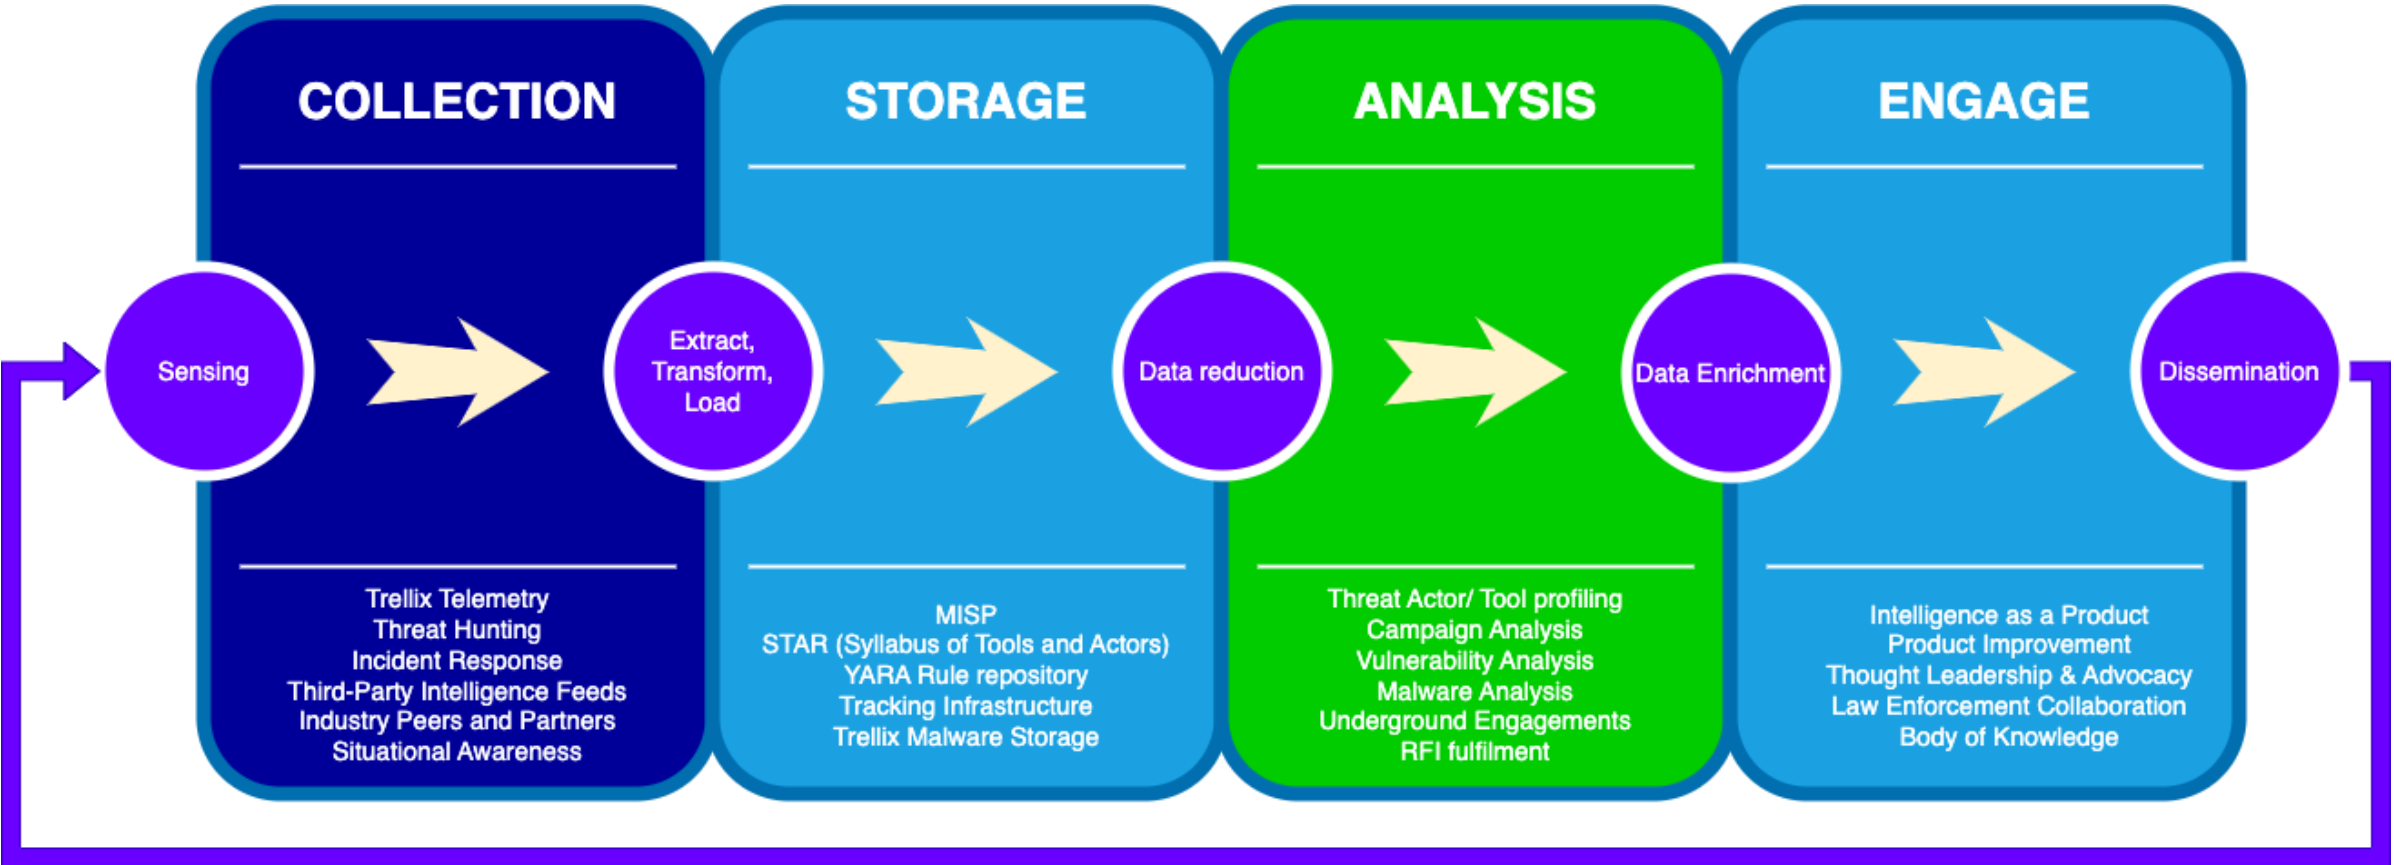 COLLECTION
STORAGE
ANALYSIS
ENGAGE
Sensing
Extract,
Transform,
Load
Data reduction
Data Enrichment
Dissemination
Trellix Telemetry
Threat Hunting
Incident Response
Third-Party Intelligence Feeds
Industry Peers and Partners
Situational Awareness
MISP
STAR (Syllabus of Tools and Actors)
YARA Rule repository
Tracking Infrastructure
Trellix Malware Storage
Threat Actor/ Tool profiling
Campaign Analysis
Vulnerability Analysis
Malware Analysis
Underground Engagements
RFI fulfilment
Intelligence as a Product
Product Improvement
Thought Leadership & Advocacy
Law Enforcement Collaboration
Body of Knowledge